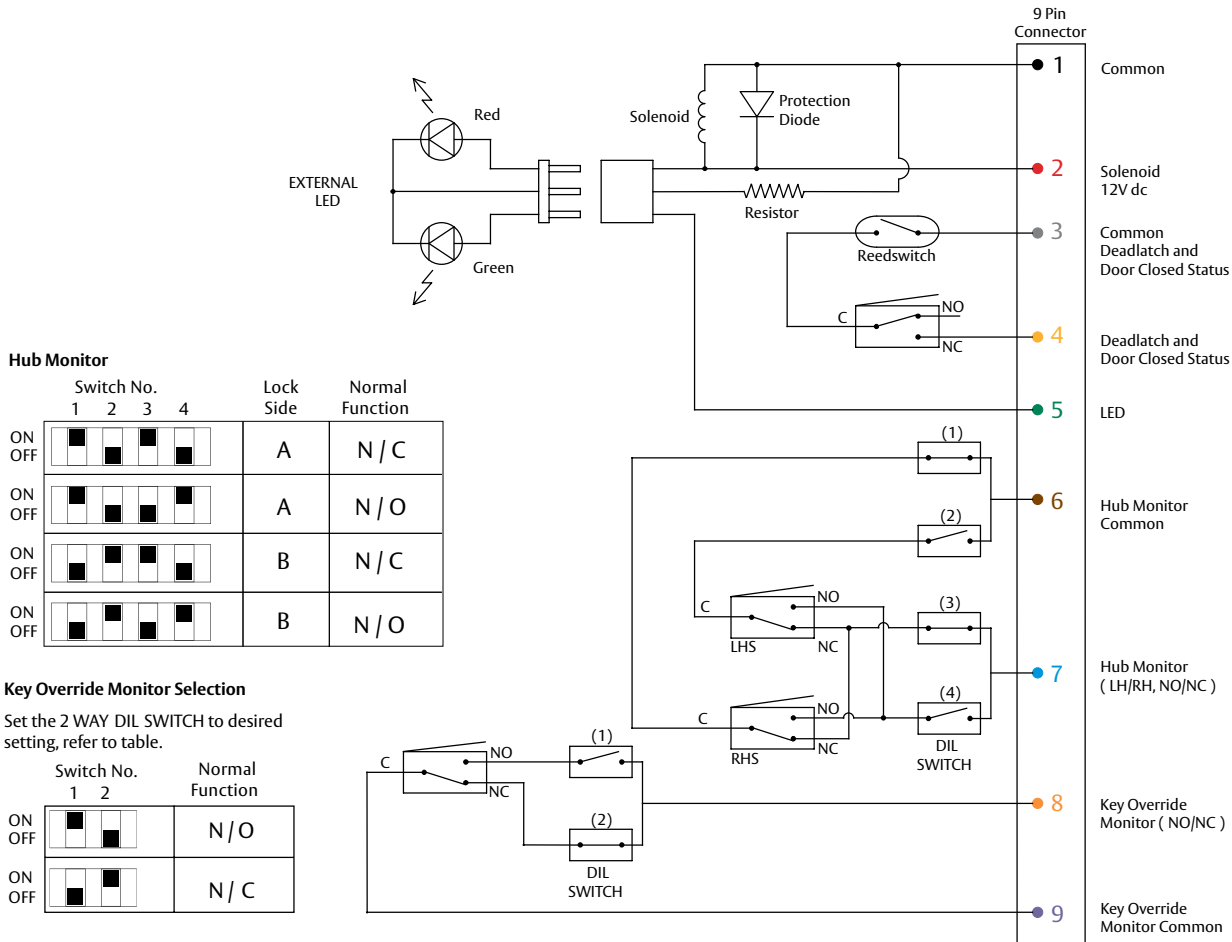 9 Pin
Connector
1
Common
Red
Solenoid
Protection
Diode
2
Solenoid
12V dc
EXTERNAL
LED
Resistor
3
Common
Deadlatch and
Door Closed Status
Reedswitch
Green
C
NO
NC
4
Deadlatch and
Door Closed Status
5
LED
Hub Monitor
Switch No.
1 2 3 4
Lock
Side
Normal
Function
ON
OFF
A
N / C
ON
OFF
A
N / O
ON
OFF
B
N / C
ON
OFF
B
N / O
(1)
6
Hub Monitor
Common
(2)
C
NO
LHS
NC
(3)
7
Hub Monitor
( LH/RH, NO/NC )
(4)
C
NO
RHS
NC
DIL
SWITCH
Key Override Monitor Selection
Set the 2 WAY DIL SWITCH to desired
setting, refer to table.
Switch No.
1 2
Normal
Function
ON
OFF
N / O
ON
OFF
N / C
C
NO
NC
(1)
(2)
DIL
SWITCH
8
Key Override
Monitor ( NO/NC )
9
Key Override
Monitor Common